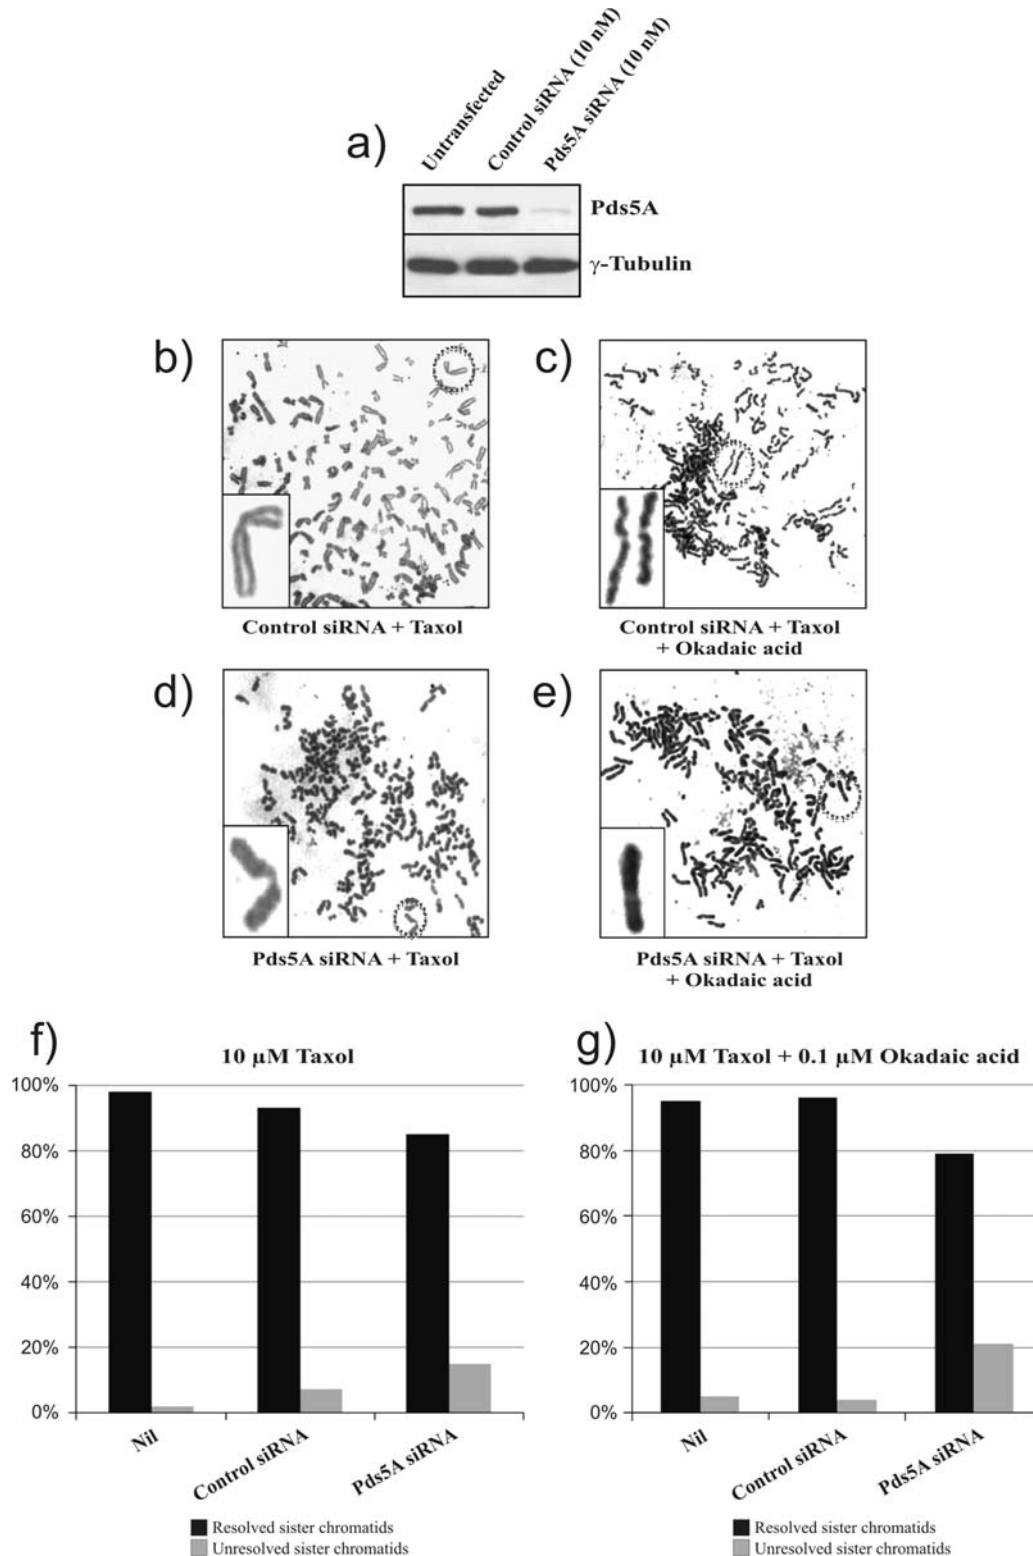 a)
Untransfected
Control siRNA (10 nM)
Pds5A siRNA (10 nM)
Pds5A
γ-Tubulin
b)
c)
Control siRNA + Taxol
Control siRNA + Taxol
+ Okadaic acid
d)
e)
Pds5A siRNA + Taxol
Pds5A siRNA + Taxol
+ Okadaic acid
f)
10 µM Taxol
100%
80%
60%
40%
20%
0%
Nil
Control siRNA
Pds5A siRNA
Resolved sister chromatids
Unresolved sister chromatids
g)
10 µM Taxol + 0.1 µM Okadaic acid
100%
80%
60%
40%
20%
0%
Nil
Control siRNA
Pds5A siRNA
Resolved sister chromatids
Unresolved sister chromatids